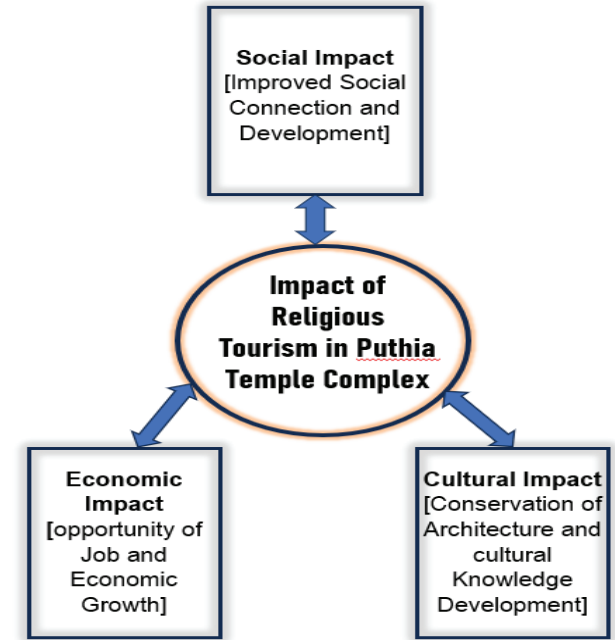 Social Impact
[Improved Social
Connection and
Development]
Impact of
Religious
Tourism in Puthia
Temple Complex
Economic
Impact
[opportunity of
Job and
Economic
Growth]
Cultural Impact
[Conservation of
Architecture and
cultural
Knowledge
Development]